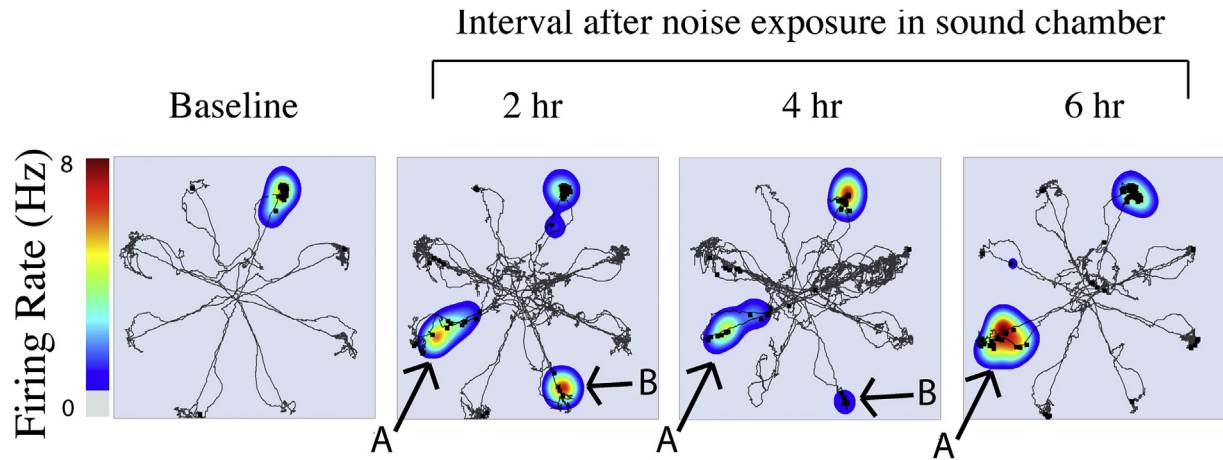 Interval after noise exposure in sound chamber
Baseline
2 hr
4 hr
6 hr
Firing Rate (Hz)
8
0
A
B
A
B
A